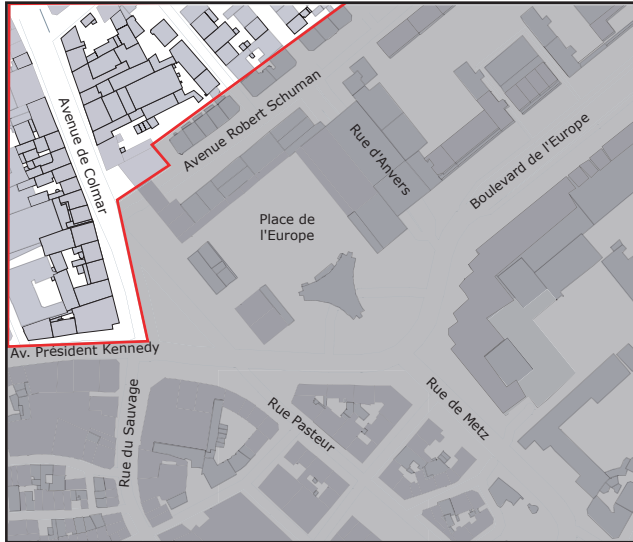 Avenue Robert Schuman
Avenue de Colmar
Rue d'Anvers
Boulevard de l'Europe
Place de
l'Europe
Av. Président Kennedy
Rue du Sauvage
Rue Pasteur
Rue de Metz